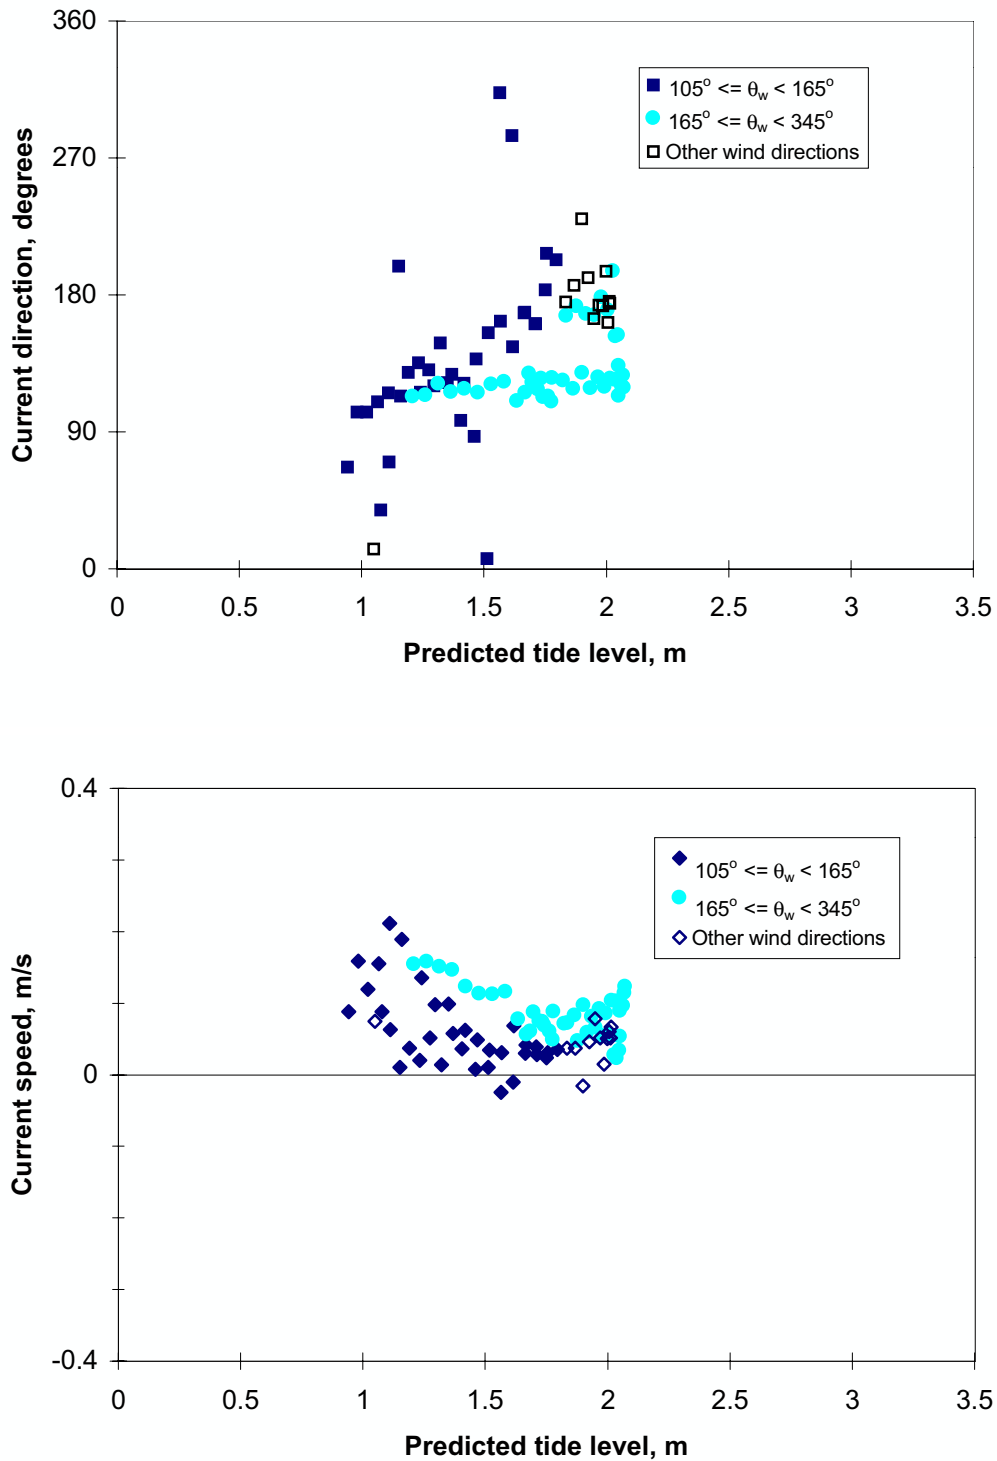 360
270
180
90
0
Current direction, degrees
105° <= θw < 165°
165° <= θw < 345°
Other wind directions
0 0.5 1 1.5 2 2.5 3 3.5
Predicted tide level, m
0.4
0
-0.4
Current speed, m/s
105° <= θw < 165°
165° <= θw < 345°
Other wind directions
0 0.5 1 1.5 2 2.5 3 3.5
Predicted tide level, m